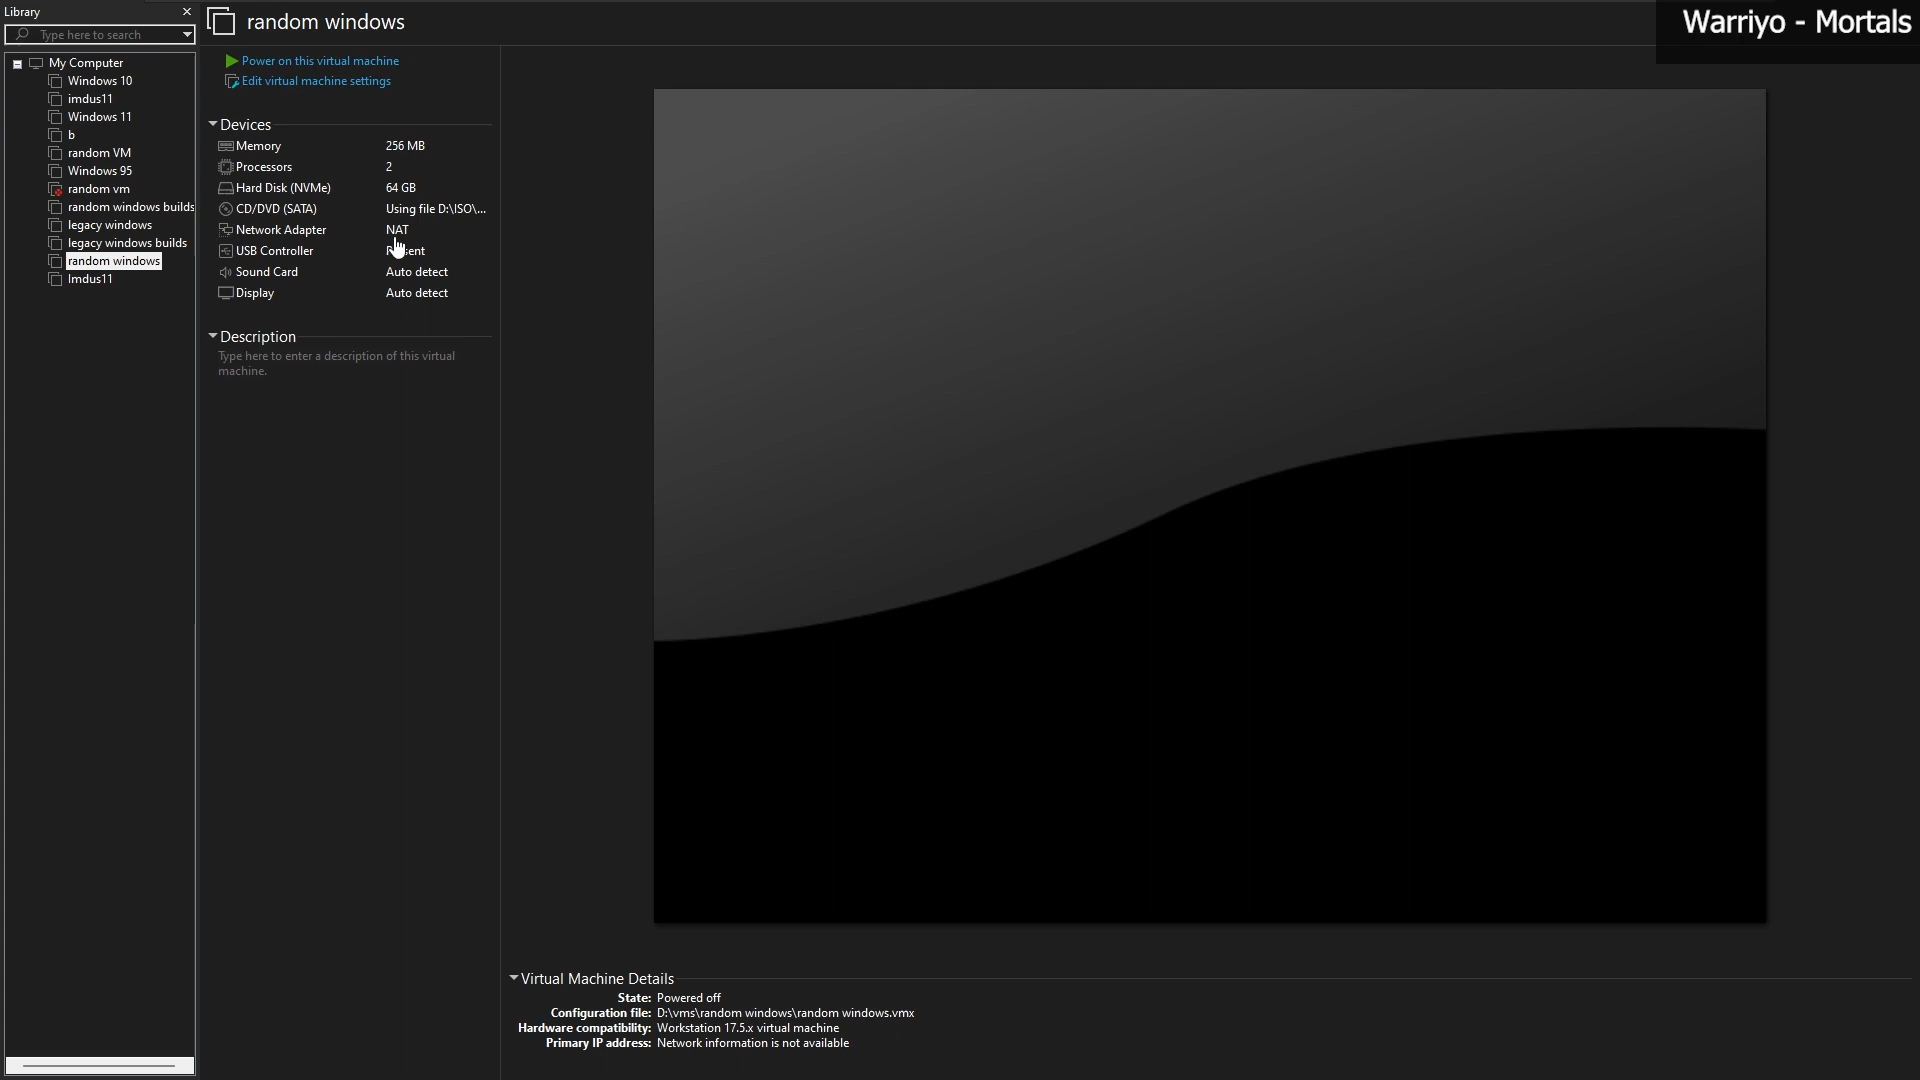 Library
Type here to search
My Computer
Windows 10
imdus11
Windows 11
b
random VM
Windows 95
random vm
random windows builds
legacy windows
legacy windows builds
random windows
Imdus11
random windows
Power on this virtual machine
Edit virtual machine settings
Devices
Memory 256 MB
Processors 2
Hard Disk (NVMe) 64 GB
CD/DVD (SATA) Using file D:\ISO\...
Network Adapter NAT
USB Controller Present
Sound Card Auto detect
Display Auto detect
Description
Type here to enter a description of this virtual
machine.
Warriyo - Mortals
Virtual Machine Details
State: Powered off
Configuration file: D:\vms\random windows\random windows.vmx
Hardware compatibility: Workstation 17.5.x virtual machine
Primary IP address: Network information is not available